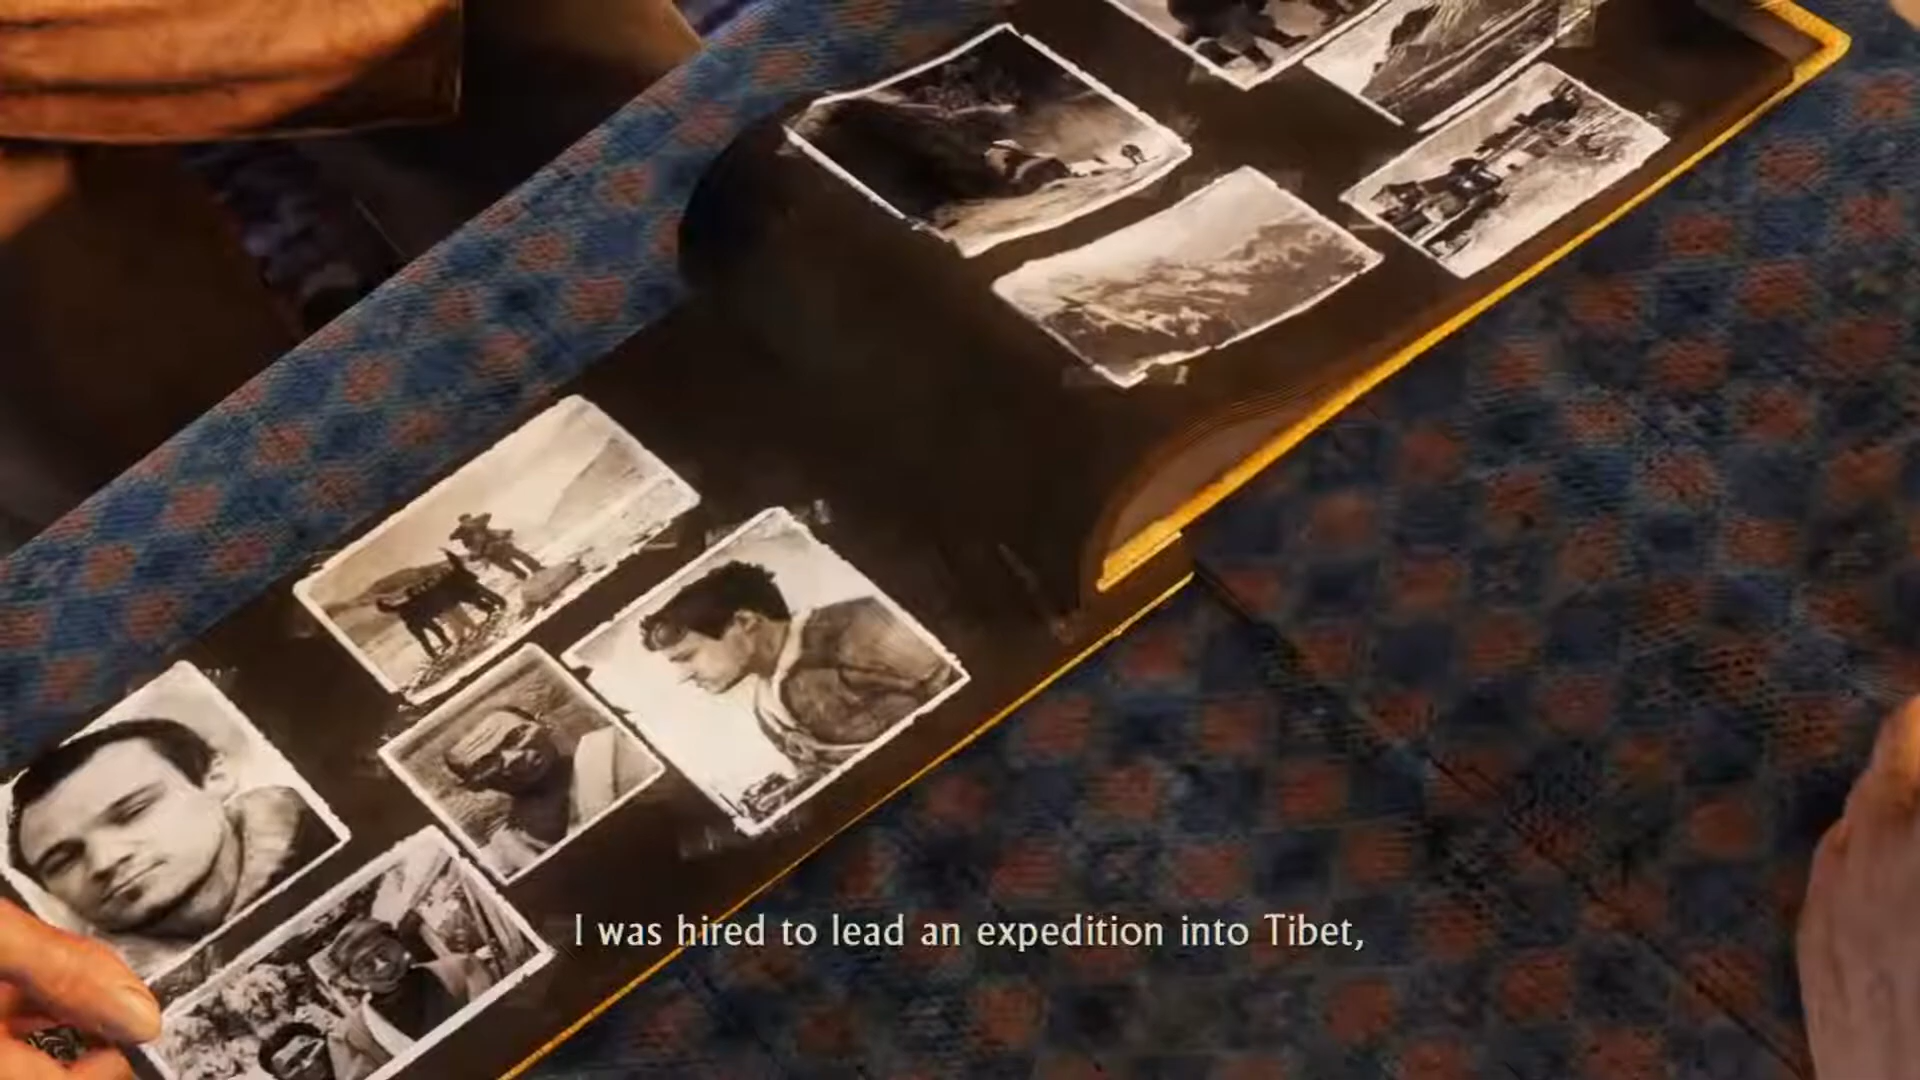 I was hired to lead an expedition into Tibet,